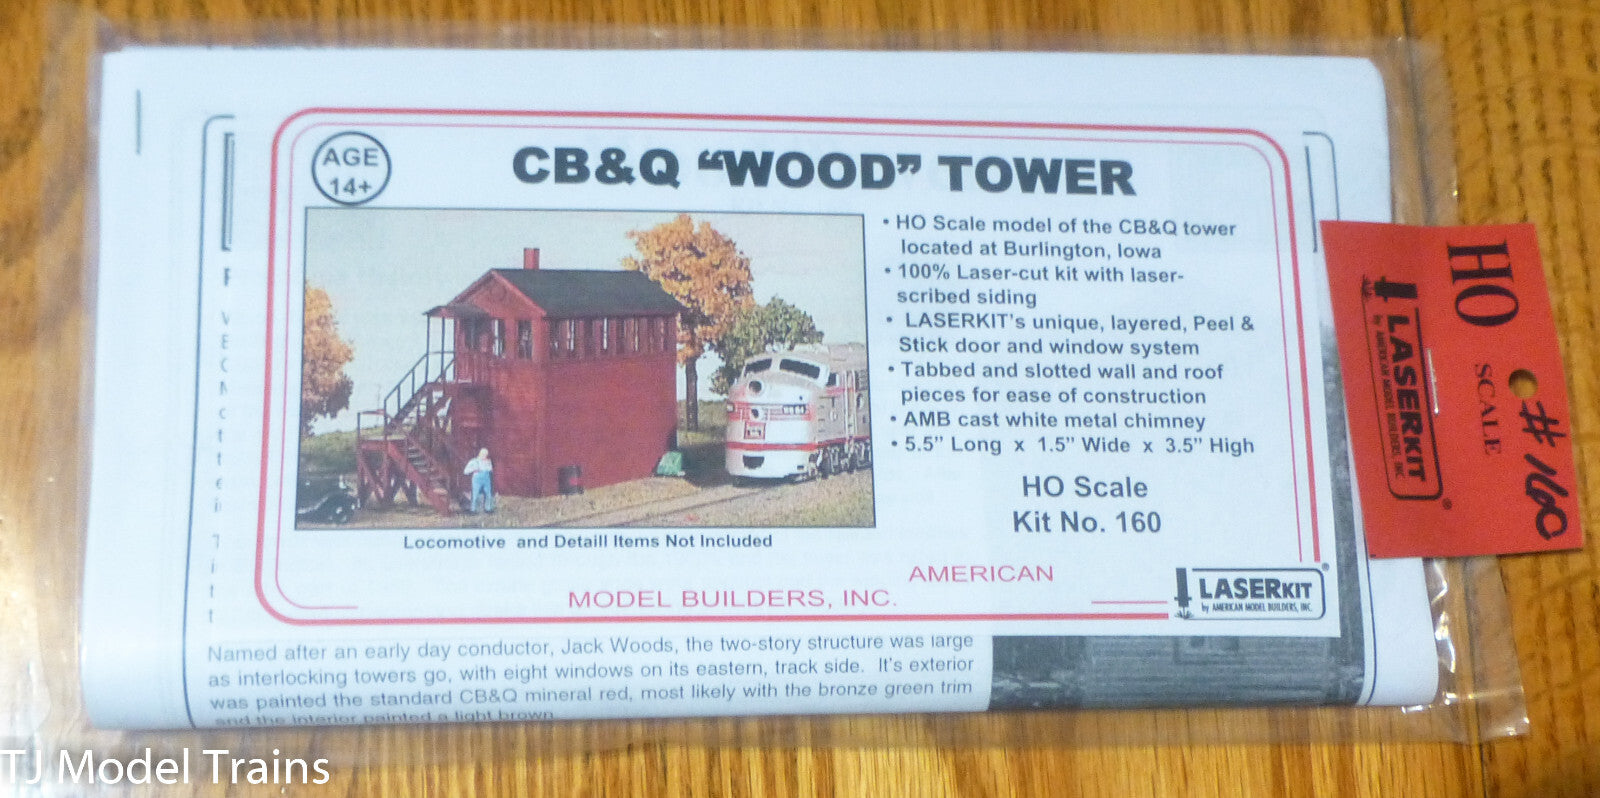 AGE
14+
CB&Q “WOOD” TOWER
• HO Scale model of the CB&Q tower
located at Burlington, Iowa
• 100% Laser-cut kit with laser-
scribed siding
• LASERKIT's unique, layered, Peel &
Stick door and window system
• Tabbed and slotted wall and roof
pieces for ease of construction
• AMB cast white metal chimney
• 5.5” Long x 1.5” Wide x 3.5” High
HO Scale
Kit No. 160
Locomotive and Detaill Items Not Included
AMERICAN
MODEL BUILDERS, INC.
LASERKIT®
by AMERICAN MODEL BUILDERS, INC.
Named after an early day conductor, Jack Woods, the two-story structure was large
as interlocking towers go, with eight windows on its eastern, track side. It's exterior
was painted the standard CB&Q mineral red, most likely with the bronze green trim
and the interior painted a light brown
HO
SCALE
#160
LASERKIT®
by AMERICAN MODEL BUILDERS, INC.
TJ Model Trains